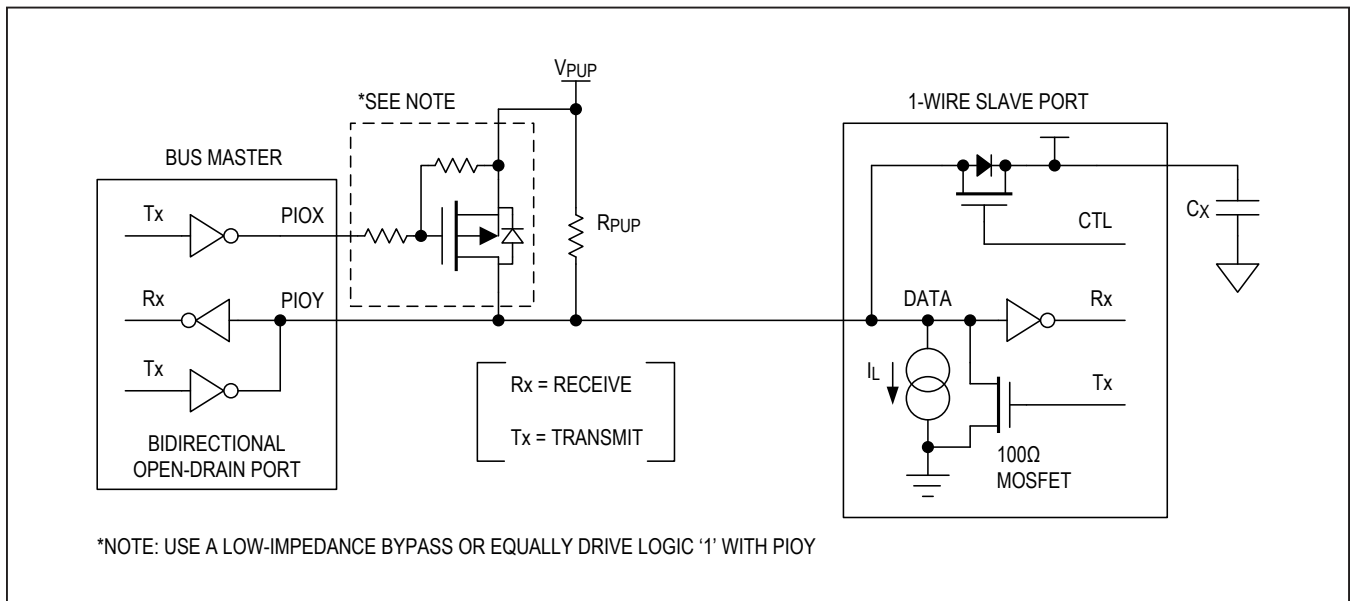 VPUP
*SEE NOTE
1-WIRE SLAVE PORT
BUS MASTER
Tx
PIOX
RPUP
CX
CTL
Rx
PIOY
DATA
Rx
Tx
IL
Tx
Rx = RECEIVE
Tx = TRANSMIT
BIDIRECTIONAL
OPEN-DRAIN PORT
100Ω
MOSFET
*NOTE: USE A LOW-IMPEDANCE BYPASS OR EQUALLY DRIVE LOGIC ‘1’ WITH PIOY